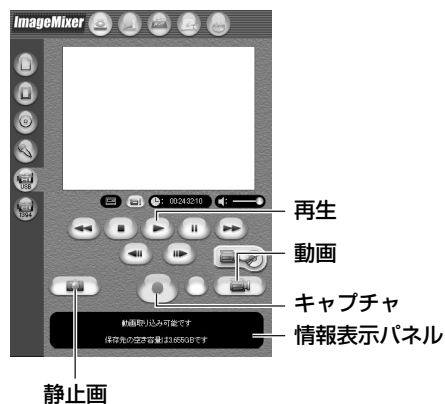 ImageMixer
USB
1394
00:24:32:10
再生
動画
キャプチャ
動画取り込み可能です
保存先の空き容量は3.655GBです
情報表示パネル
静止画